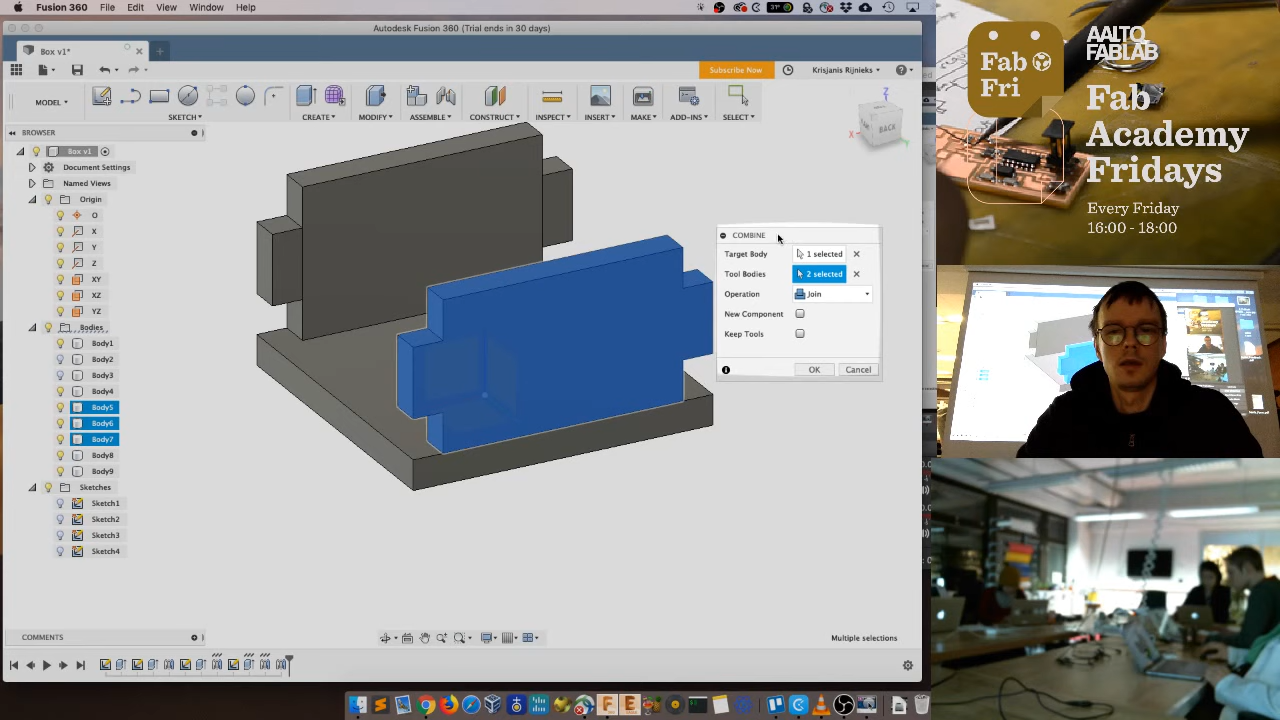 Fusion 360 File Edit View Window Help
31°
Autodesk Fusion 360 (Trial ends in 30 days)
Box v1*
Subscribe Now
Krisjanis Rijnieks
MODEL
SKETCH
CREATE
MODIFY
ASSEMBLE
CONSTRUCT
INSPECT
INSERT
MAKE
ADD-INS
SELECT
BROWSER
Box v1
Document Settings
Named Views
Origin
O
X
Y
Z
XY
XZ
YZ
Bodies
Body1
Body2
Body3
Body4
Body5
Body6
Body7
Body8
Body9
Sketches
Sketch1
Sketch2
Sketch3
Sketch4
Z
X
BACK
COMBINE
Target Body 1 selected
Tool Bodies 2 selected
Operation Join
New Component
Keep Tools
OK Cancel
COMMENTS
Multiple selections
Fab
Fri
AALTO
FABLAB
Fab
Academy
Fridays
Every Friday
16:00 - 18:00